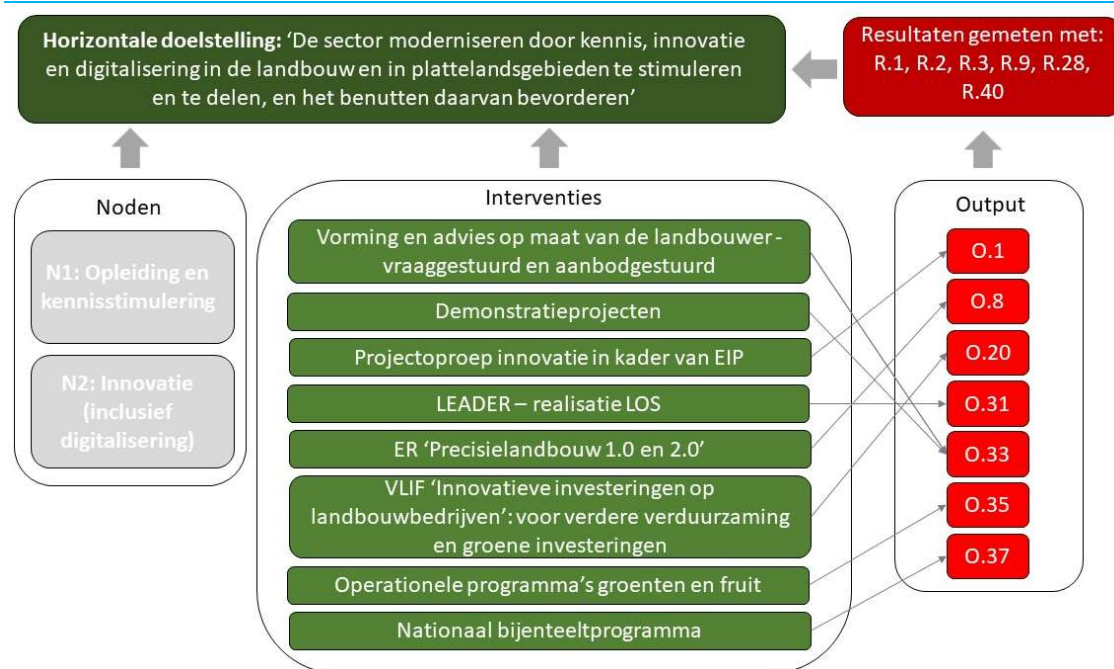 Horizontale doelstelling: ‘De sector moderniseren door kennis, innovatie
en digitalisering in de landbouw en in plattelandsgebieden te stimuleren
en te delen, en het benutten daarvan bevorderen’
Resultaten gemeten met:
R.1, R.2, R.3, R.9, R.28,
R.40
Noden
N1: Opleiding en
kennisstimulering
N2: Innovatie
(inclusief
digitalisering)
Interventies
Vorming en advies op maat van de landbouwer -
vraaggestuurd en aanbodgestuurd
Demonstratieprojecten
Projectoproep innovatie in kader van EIP
LEADER – realisatie LOS
ER ‘Precisielandbouw 1.0 en 2.0’
VLIF ‘Innovatieve investeringen op
landbouwbedrijven’: voor verdere verduurzaming
en groene investeringen
Operationele programma’s groenten en fruit
Nationaal bijenteeltprogramma
Output
O.1
O.8
O.20
O.31
O.33
O.35
O.37